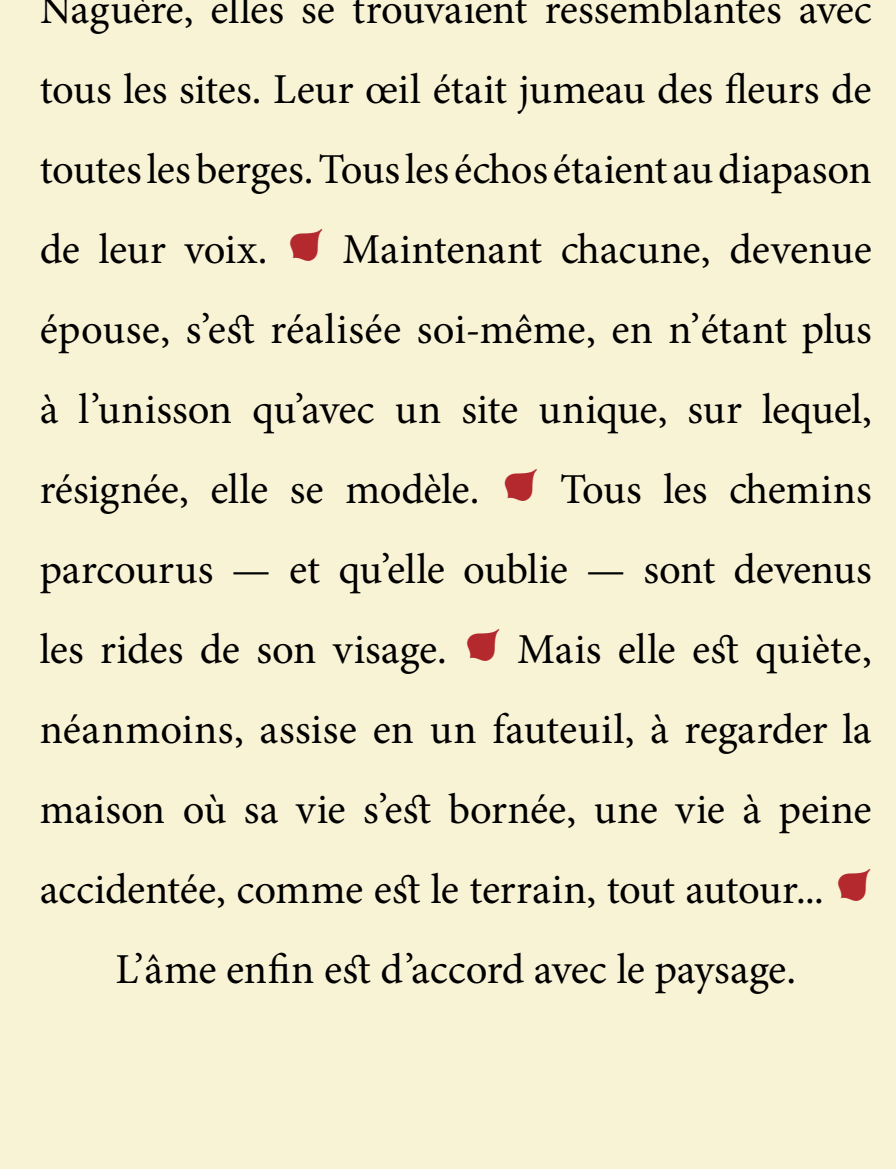 Naguère, elles se trouvaient ressemblantes avec
tous les sites. Leur œil était jumeau des fleurs de
toutes les berges. Tous les échos étaient au diapason
de leur voix. Maintenant chacune, devenue
épouse, s’est réalisée soi-même, en n’étant plus
à l’unisson qu’avec un site unique, sur lequel,
résignée, elle se modèle. Tous les chemins
parcourus — et qu’elle oublie — sont devenus
les rides de son visage. Mais elle est quiète,
néanmoins, assise en un fauteuil, à regarder la
maison où sa vie s’est bornée, une vie à peine
accidentée, comme est le terrain, tout autour...
L’âme enfin est d’accord avec le paysage.